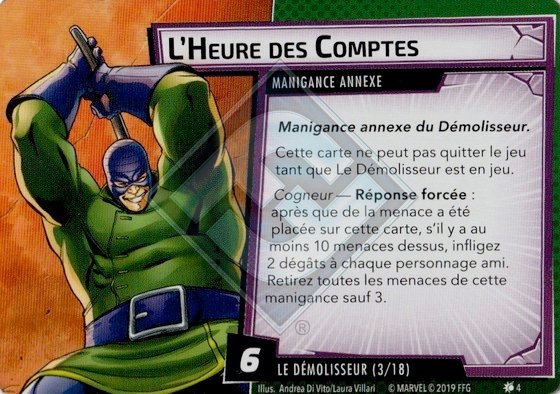 L'HEURE DES COMPTES
MANIGANCE ANNEXE
Manigance annexe du Démolisseur.
Cette carte ne peut pas quitter le jeu
tant que Le Démolisseur est en jeu.
Cogneur — Réponse forcée :
après que de la menace a été
placée sur cette carte, s'il y a au
moins 10 menaces dessus, infligez
2 dégâts à chaque personnage ami.
Retirez toutes les menaces de cette
manigance sauf 3.
®
6
LE DÉMOLISSEUR (3/18)
Illus. Andrea Di Vito/Laura Villari © MARVEL © 2019 FFG 4